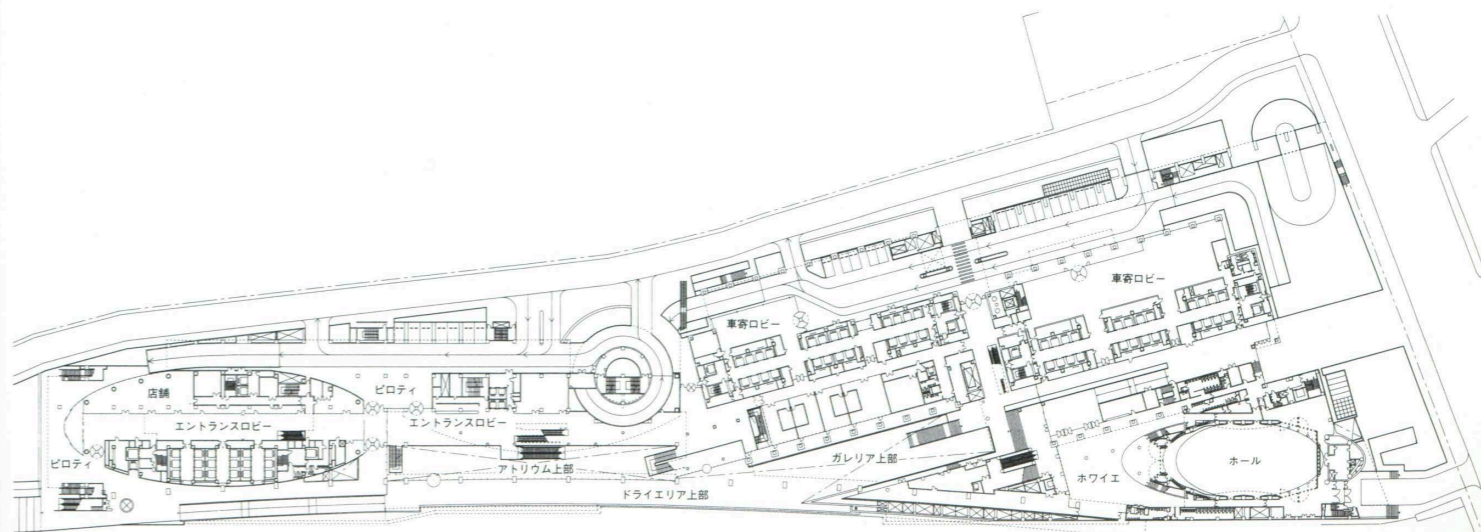 車寄ロビー
車寄ロビー
店舗
ピロティ
エントランスロビー
エントランスロビー
ピロティ
アトリウム上部
ガレリア上部
ドライエリア上部
ホワイエ
ホール